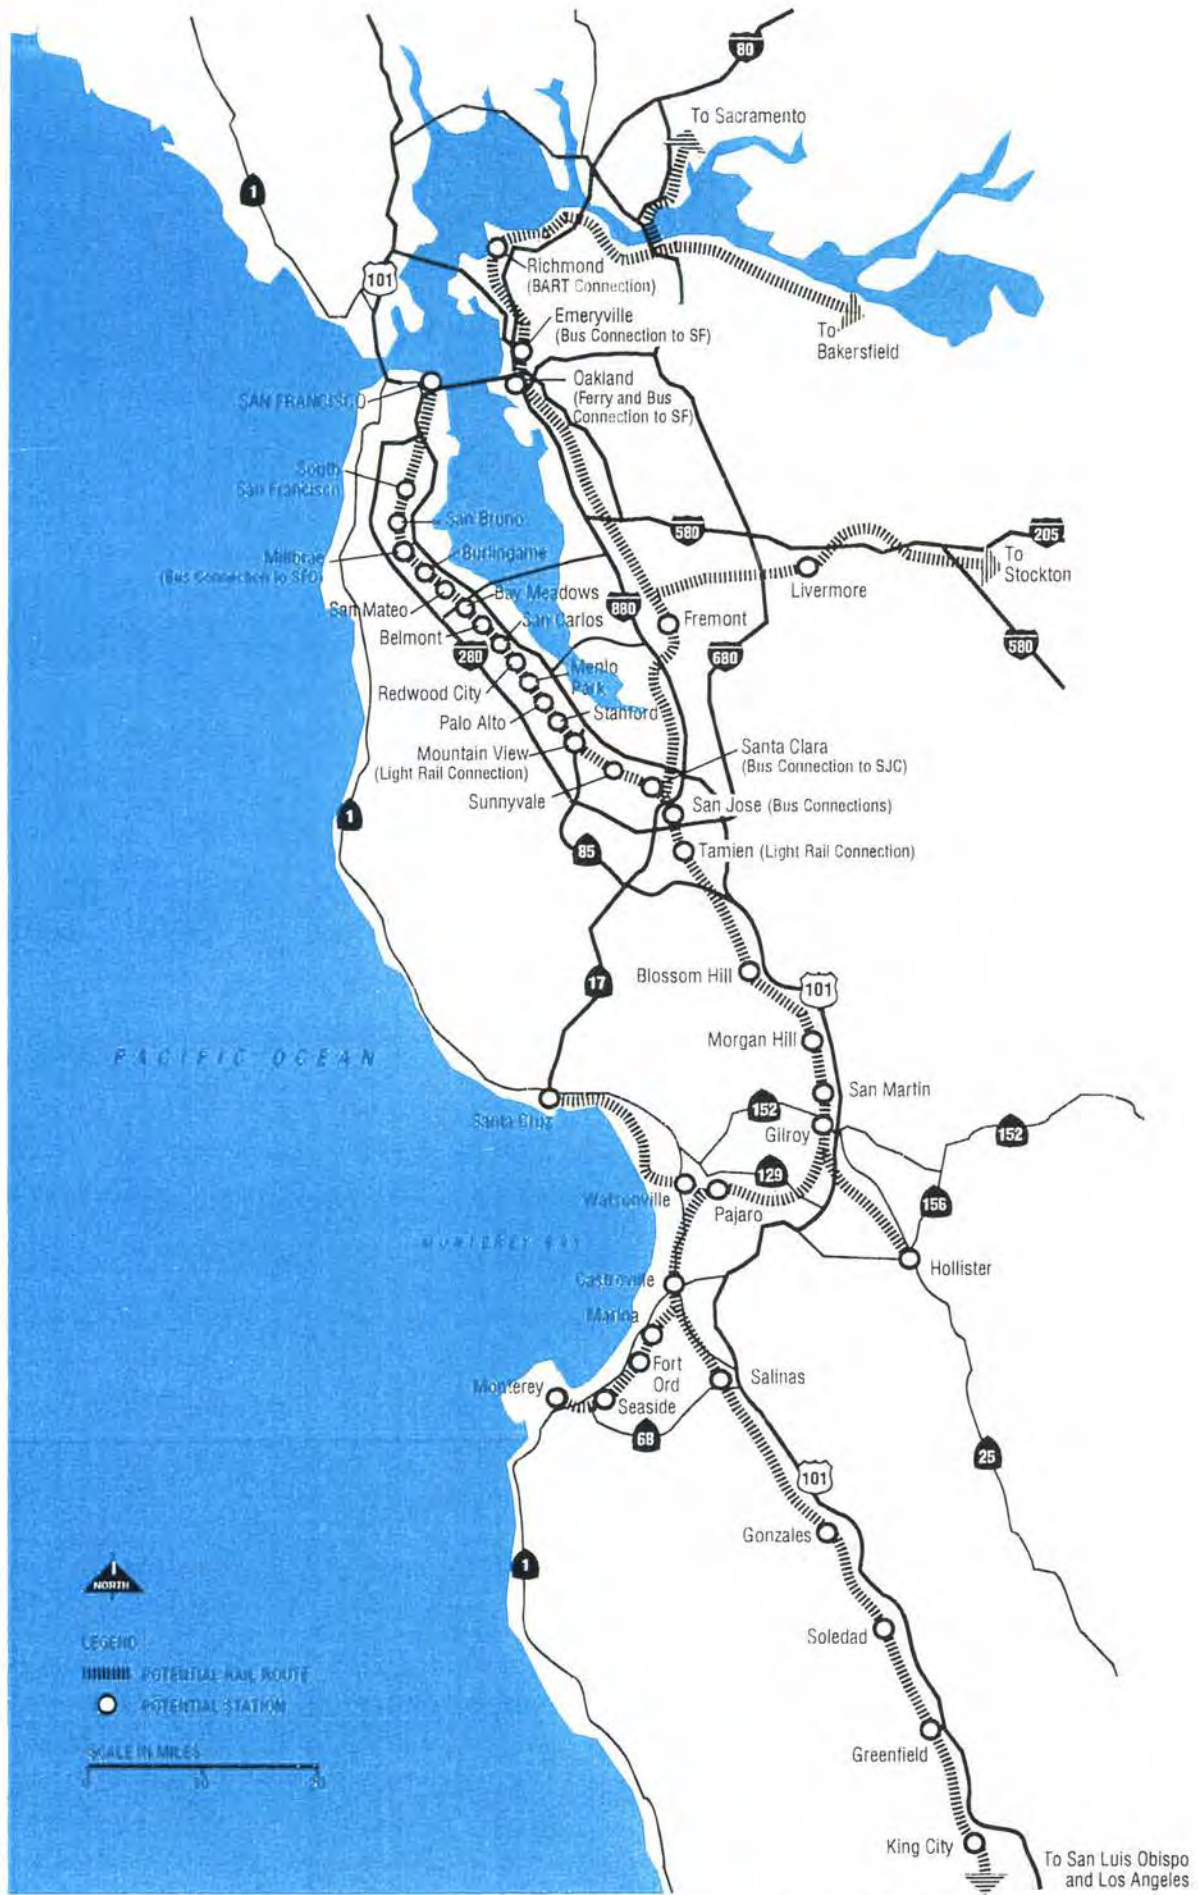 80
To Sacramento
1
101
Richmond
(BART Connection)
Emeryville
(Bus Connection to SF)
To
Bakersfield
Oakland
(Ferry and Bus
Connection to SF)
SAN FRANCISCO
South
San Francisco
San Bruno
580
205
To
Stockton
Millbrae
(Bus Connection to SFO)
Burlingame
Livermore
San Mateo
Bay Meadows
880
Fremont
Belmont
San Carlos
580
280
680
Redwood City
Menlo
Park
Palo Alto
Stanford
Mountain View
(Light Rail Connection)
Santa Clara
(Bus Connection to SJC)
Sunnyvale
San Jose (Bus Connections)
1
85
Tamien (Light Rail Connection)
Blossom Hill
17
101
Morgan Hill
PACIFIC OCEAN
San Martin
Santa Cruz
152
Gilroy
152
129
Watsonville
Pajaro
156
MONTEREY BAY
Hollister
Castroville
Marina
Fort
Ord
Salinas
Monterey
Seaside
68
25
101
Gonzales
1
NORTH
Soledad
LEGEND
POTENTIAL RAIL ROUTE
POTENTIAL STATION
Greenfield
SCALE IN MILES
0 10 20
King City
To San Luis Obispo
and Los Angeles